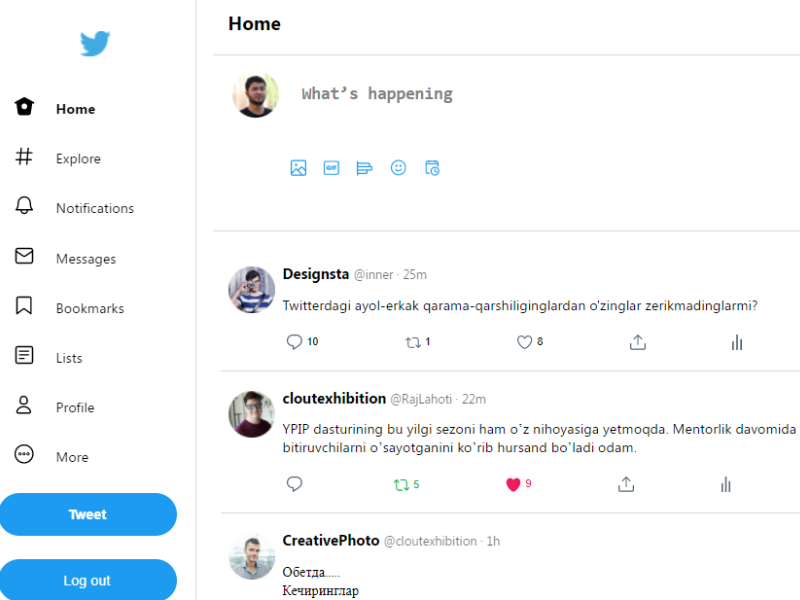 Home
Explore
Notifications
Messages
Bookmarks
Lists
Profile
More
Tweet
Log out
Home
What’s happening
GIF
Designsta @inner · 25m
Twitterdagi ayol-erkak qarama-qarshiliginglardan o'zinglar zerikmadinglarmi?
10 1 8
cloutexhibition @RajLahoti · 22m
YPIP dasturining bu yilgi sezoni ham o’z nihoyasiga yetmoqda. Mentorlik davomida
bitiruvchilarni o’sayotganini ko’rib hursand bo’ladi odam.
5 9
CreativePhoto @cloutexhibition · 1h
Обетда.....
Кечиринглар